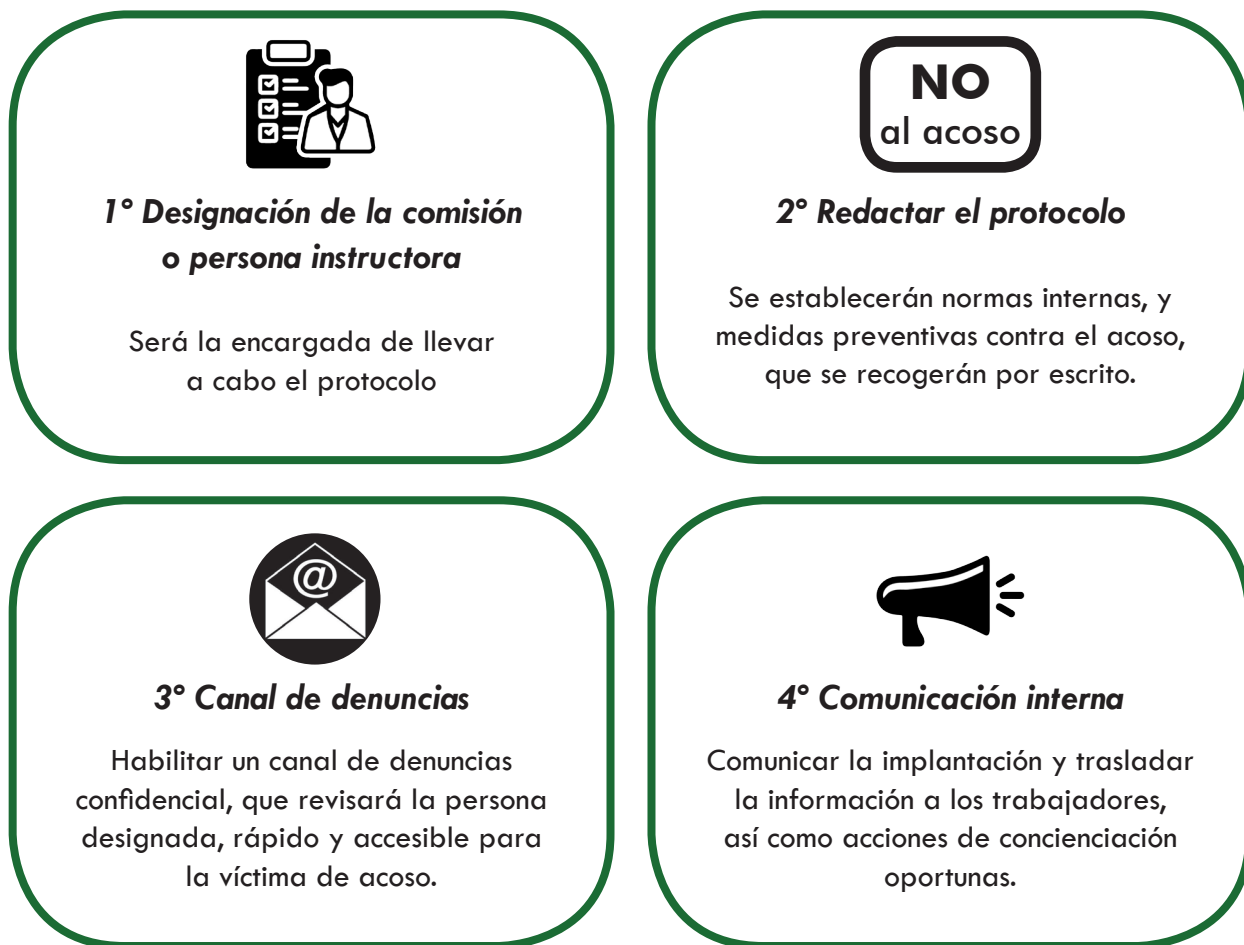 1º Designación de la comisión
o persona instructora
Será la encargada de llevar
a cabo el protocolo
NO
al acoso
2º Redactar el protocolo
Se establecerán normas internas, y
medidas preventivas contra el acoso,
que se recogerán por escrito.
@
3º Canal de denuncias
Habilitar un canal de denuncias
confidencial, que revisará la persona
designada, rápido y accesible para
la víctima de acoso.
4º Comunicación interna
Comunicar la implantación y trasladar
la información a los trabajadores,
así como acciones de concienciación
oportunas.